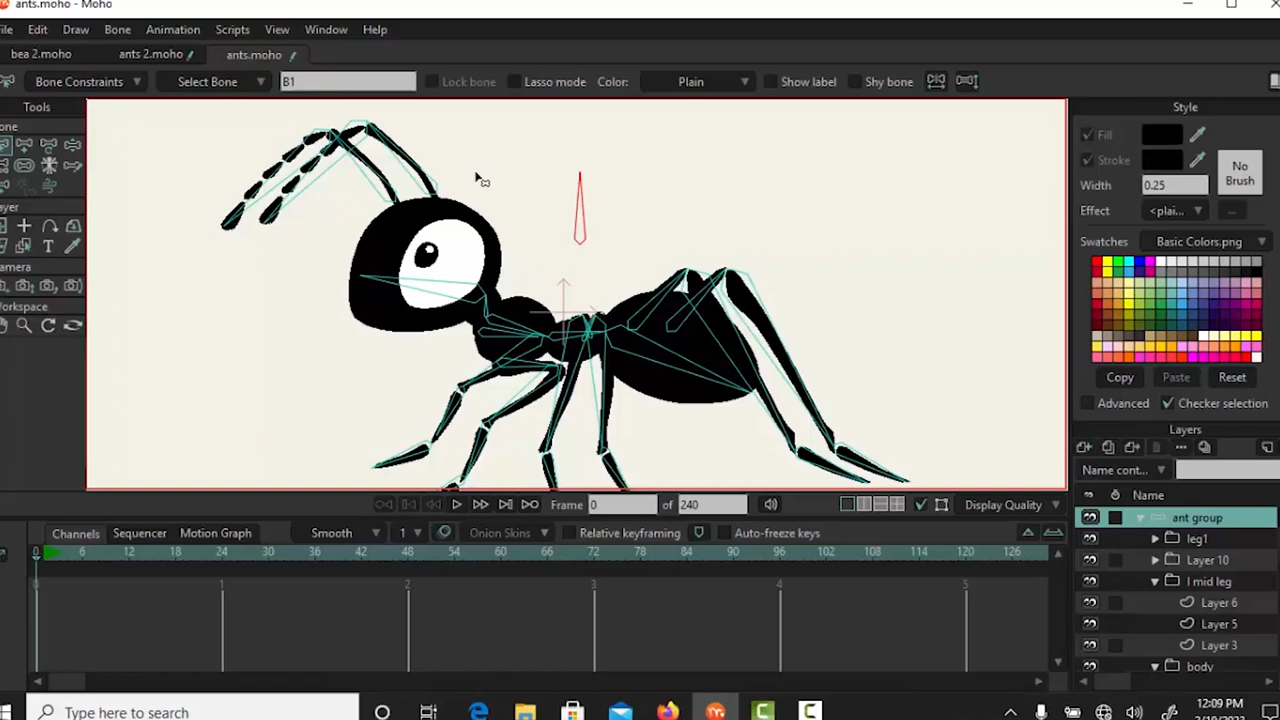 ants.moho - Moho
File Edit Draw Bone Animation Scripts View Window Help
bea 2.moho ants 2.moho ants.moho
Bone Constraints Select Bone B1 Lock bone Lasso mode Color: Plain Show label Shy bone
Tools
Style
Fill
Stroke
No Brush
Width 0.25
Effect <plai... ...
Swatches Basic Colors.png
Copy Paste Reset
Advanced Checker selection
Layers
Name cont...
Name
ant group
leg1
Layer 10
l mid leg
Layer 6
Layer 5
Layer 3
body
Frame 0 of 240 Display Quality
Channels Sequencer Motion Graph Smooth 1 Onion Skins Relative keyframing Auto-freeze keys
0 6 12 18 24 30 36 42 48 54 60 66 72 78 84 90 96 102 108 114 120 126
0 1 2 3 4 5
Type here to search
12:09 PM